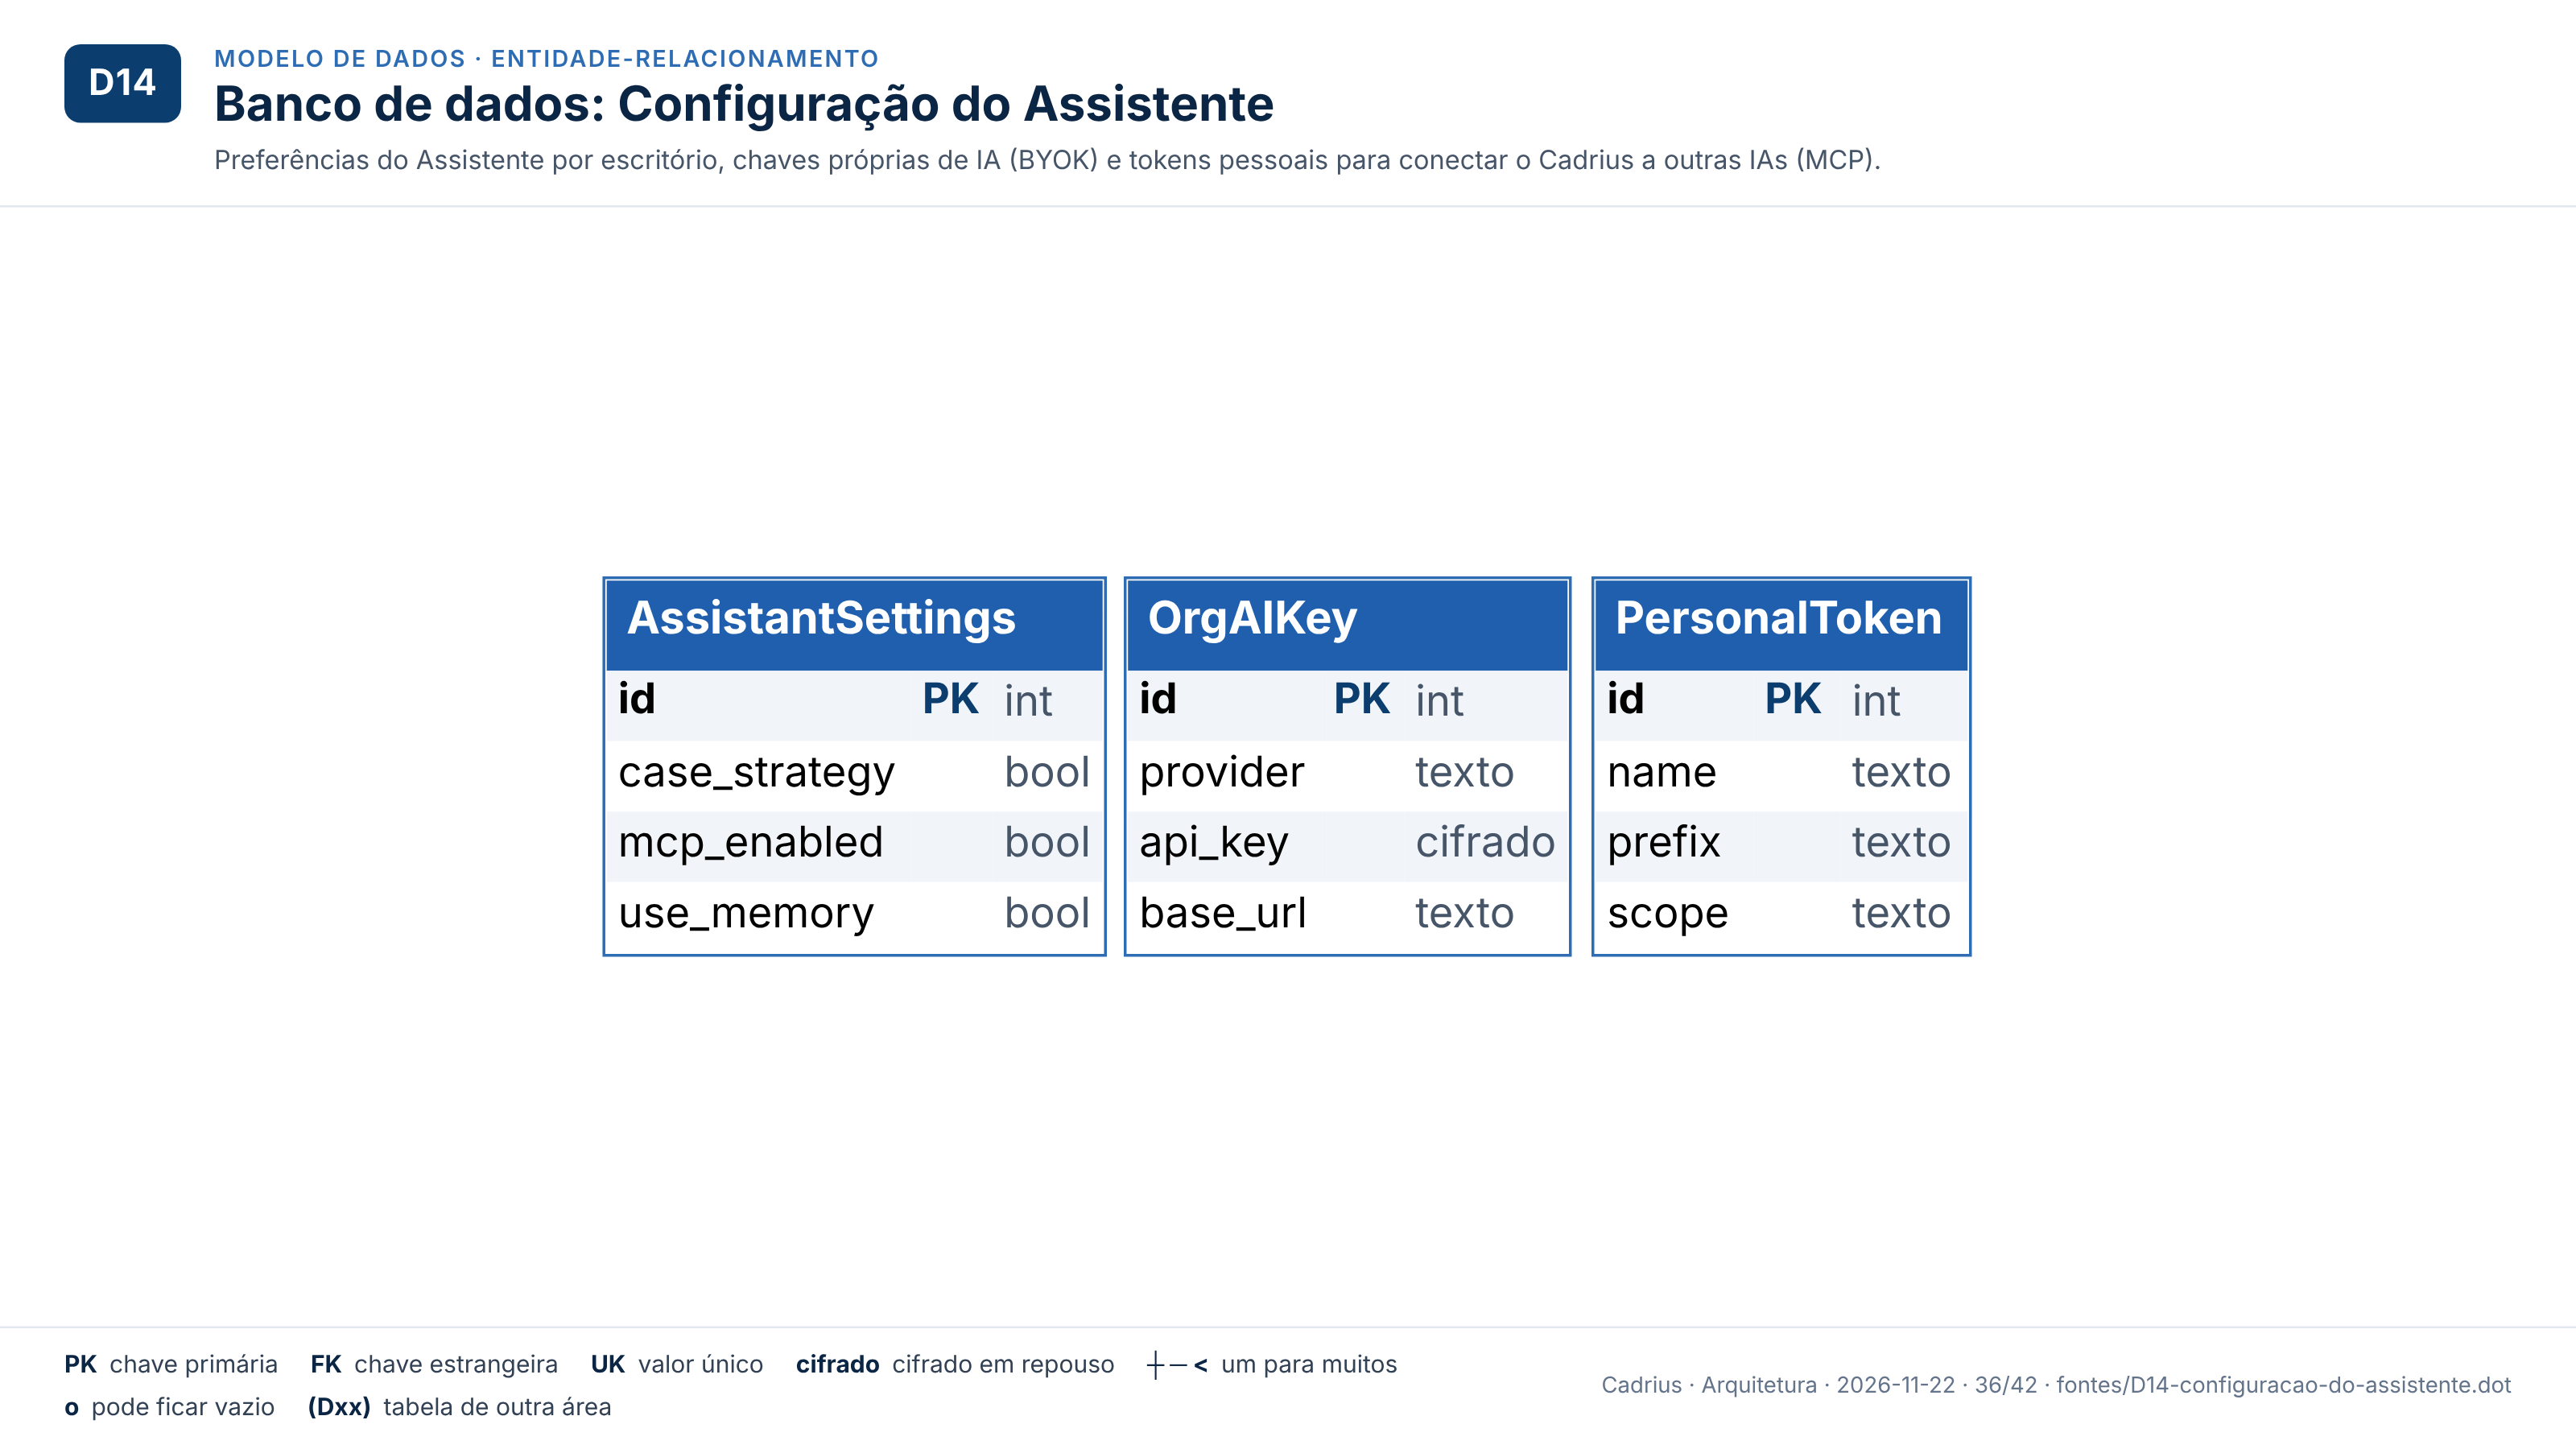 D14
MODELO DE DADOS · ENTIDADE-RELACIONAMENTO
Banco de dados: Configuração do Assistente
Preferências do Assistente por escritório, chaves próprias de IA (BYOK) e tokens pessoais para conectar o Cadrius a outras IAs (MCP).
AssistantSettings
id PK int
case_strategy bool
mcp_enabled bool
use_memory bool
OrgAIKey
id PK int
provider texto
api_key cifrado
base_url texto
PersonalToken
id PK int
name texto
prefix texto
scope texto
PK chave primária FK chave estrangeira UK valor único cifrado cifrado em repouso ┼─< um para muitos
o pode ficar vazio (Dxx) tabela de outra área
Cadrius · Arquitetura · 2026-11-22 · 36/42 · fontes/D14-configuracao-do-assistente.dot